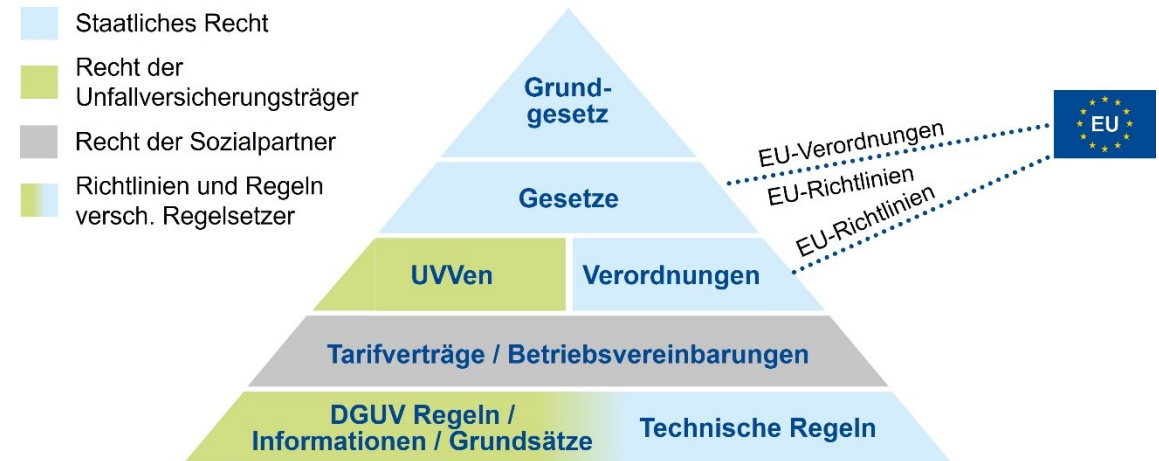 Staatliches Recht
Recht der
Unfallversicherungsträger
Recht der Sozialpartner
Richtlinien und Regeln
versch. Regelsetzer
Grund-
gesetz
Gesetze
UVVen
Verordnungen
Tarifverträge / Betriebsvereinbarungen
DGUV Regeln /
Informationen / Grundsätze
Technische Regeln
EU-Verordnungen
EU-Richtlinien
EU-Richtlinien
EU